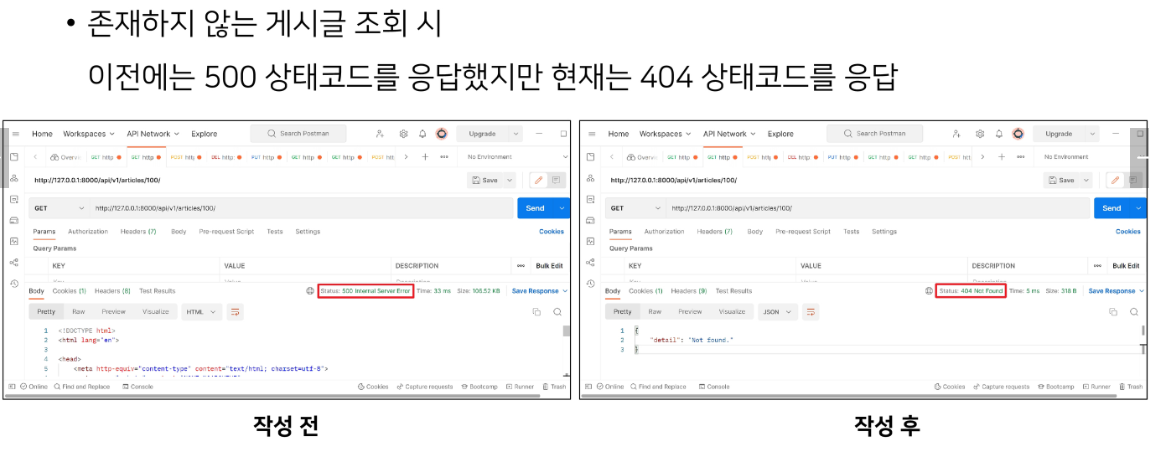 • 존재하지 않는 게시글 조회 시
이전에는 500 상태코드를 응답했지만 현재는 404 상태코드를 응답
Home Workspaces API Network Explore Search Postman Upgrade
Overvi GET http GET http POST http DEL http PUT http GET http GET http POST htt No Environment
http://127.0.0.1:8000/api/v1/articles/100/ Save
GET http://127.0.0.1:8000/api/v1/articles/100/ Send
Params Authorization Headers (7) Body Pre-request Script Tests Settings Cookies
Query Params
KEY VALUE DESCRIPTION Bulk Edit
Body Cookies (1) Headers (8) Test Results Status: 500 Internal Server Error Time: 33 ms Size: 106.52 KB Save Response
Pretty Raw Preview Visualize HTML
1 <!DOCTYPE html>
2 <html lang="en">
3
4 <head>
5 <meta http-equiv="content-type" content="text/html; charset=utf-8">
Online Find and Replace Console Cookies Capture requests Bootcamp Runner Trash
작성 전
Home Workspaces API Network Explore Search Postman Upgrade
Overvi GET http GET http POST http DEL http PUT http GET http GET http POST htt No Environment
http://127.0.0.1:8000/api/v1/articles/100/ Save
GET http://127.0.0.1:8000/api/v1/articles/100/ Send
Params Authorization Headers (7) Body Pre-request Script Tests Settings Cookies
Query Params
KEY VALUE DESCRIPTION Bulk Edit
Body Cookies (1) Headers (9) Test Results Status: 404 Not Found Time: 5 ms Size: 318 B Save Response
Pretty Raw Preview Visualize JSON
1 {
2 "detail": "Not found."
3 }
Online Find and Replace Console Cookies Capture requests Bootcamp Runner Trash
작성 후